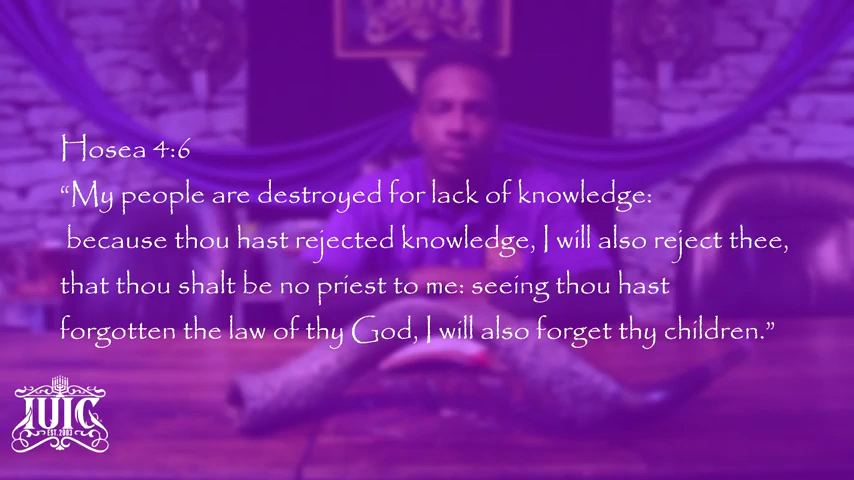 Hosea 4:6
“My people are destroyed for lack of knowledge:
because thou hast rejected knowledge, I will also reject thee,
that thou shalt be no priest to me: seeing thou hast
forgotten the law of thy God, I will also forget thy children.”
IUIC
EST. 2003